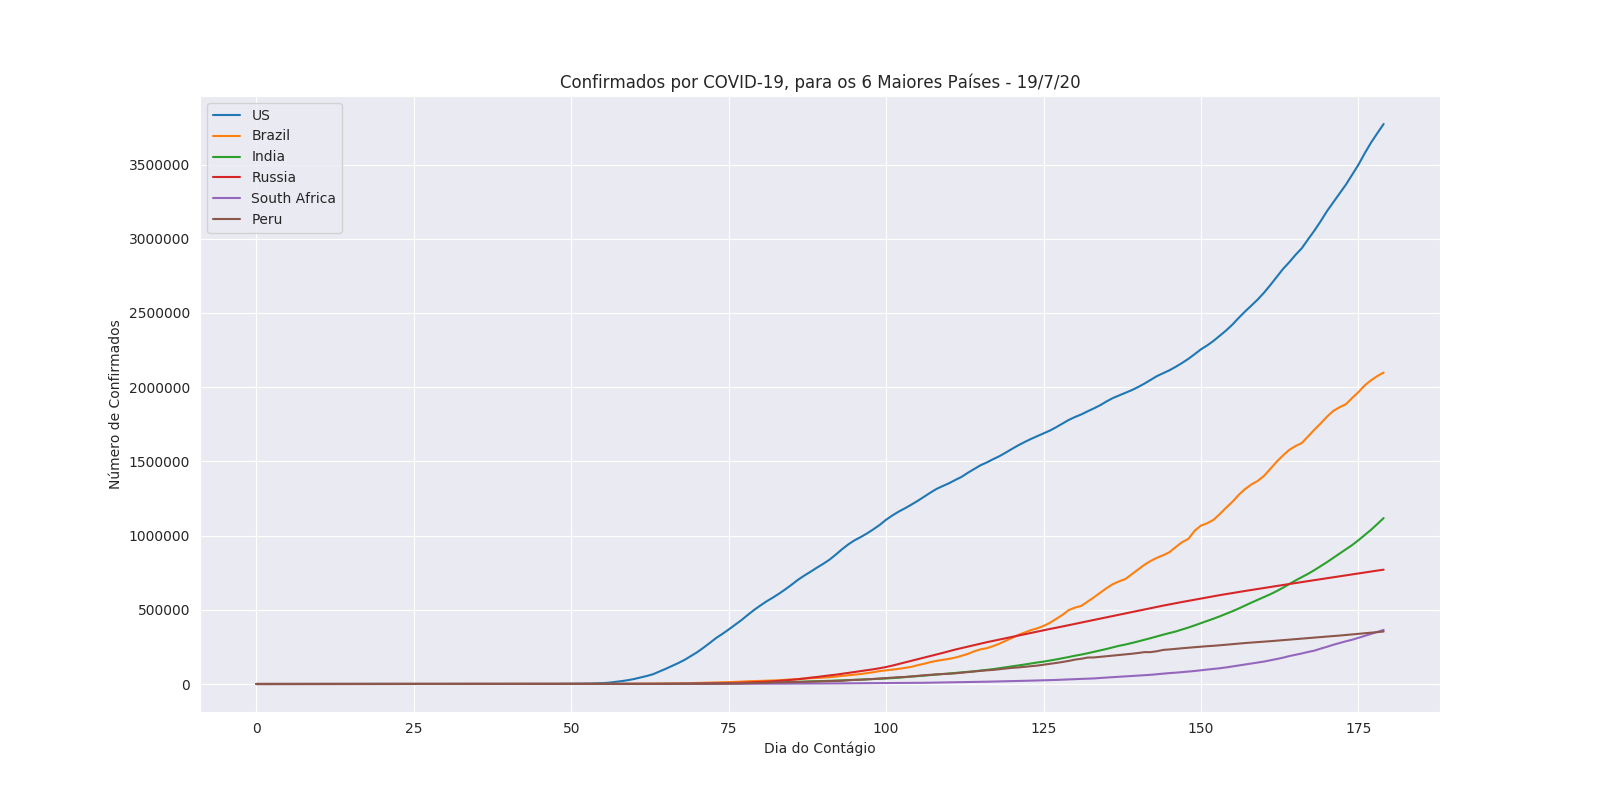 Confirmados por COVID-19, para os 6 Maiores Países - 19/7/20
US
Brazil
India
Russia
South Africa
Peru
Número de Confirmados
3500000
3000000
2500000
2000000
1500000
1000000
500000
0
0 25 50 75 100 125 150 175
Dia do Contágio